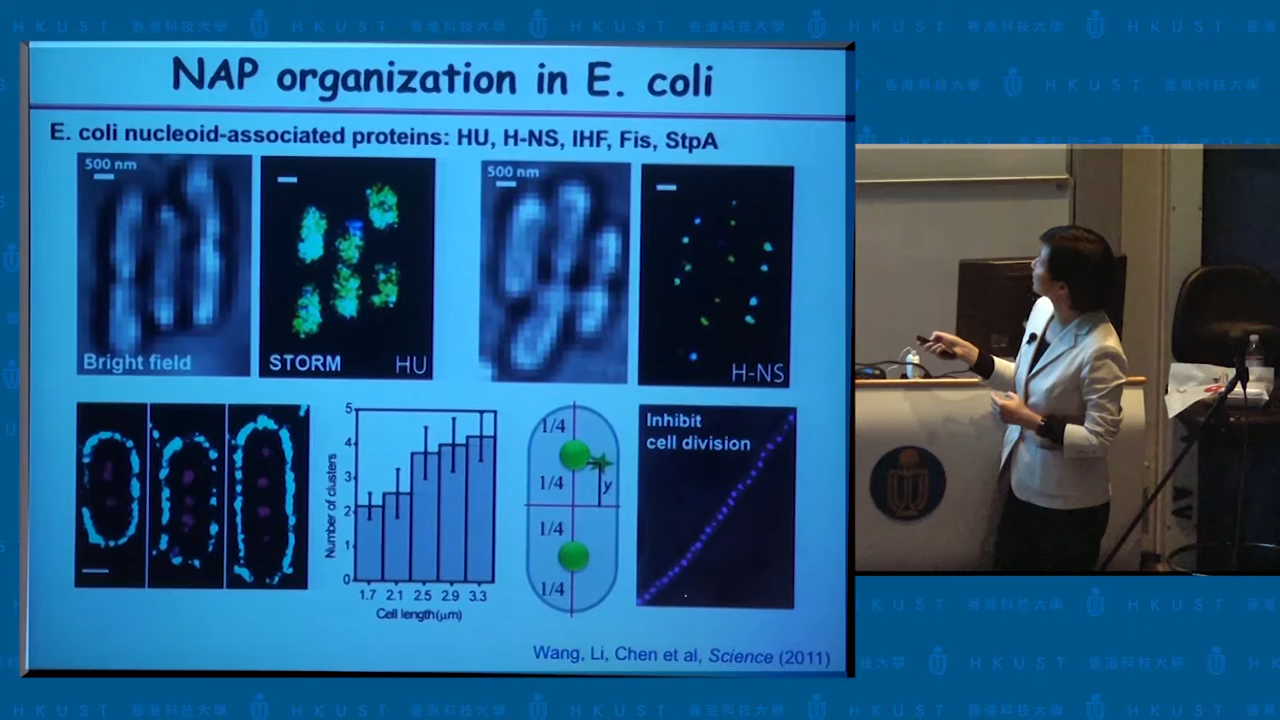 NAP organization in E. coli
E. coli nucleoid-associated proteins: HU, H-NS, IHF, Fis, StpA
500 nm
Bright field
STORM
HU
500 nm
H-NS
Number of clusters
5
4
3
2
1
0
1.7 2.1 2.5 2.9 3.3
Cell length (μm)
1/4
1/4
y
1/4
1/4
Inhibit
cell division
Wang, Li, Chen et al, Science (2011)
HKUST 香港科技大學